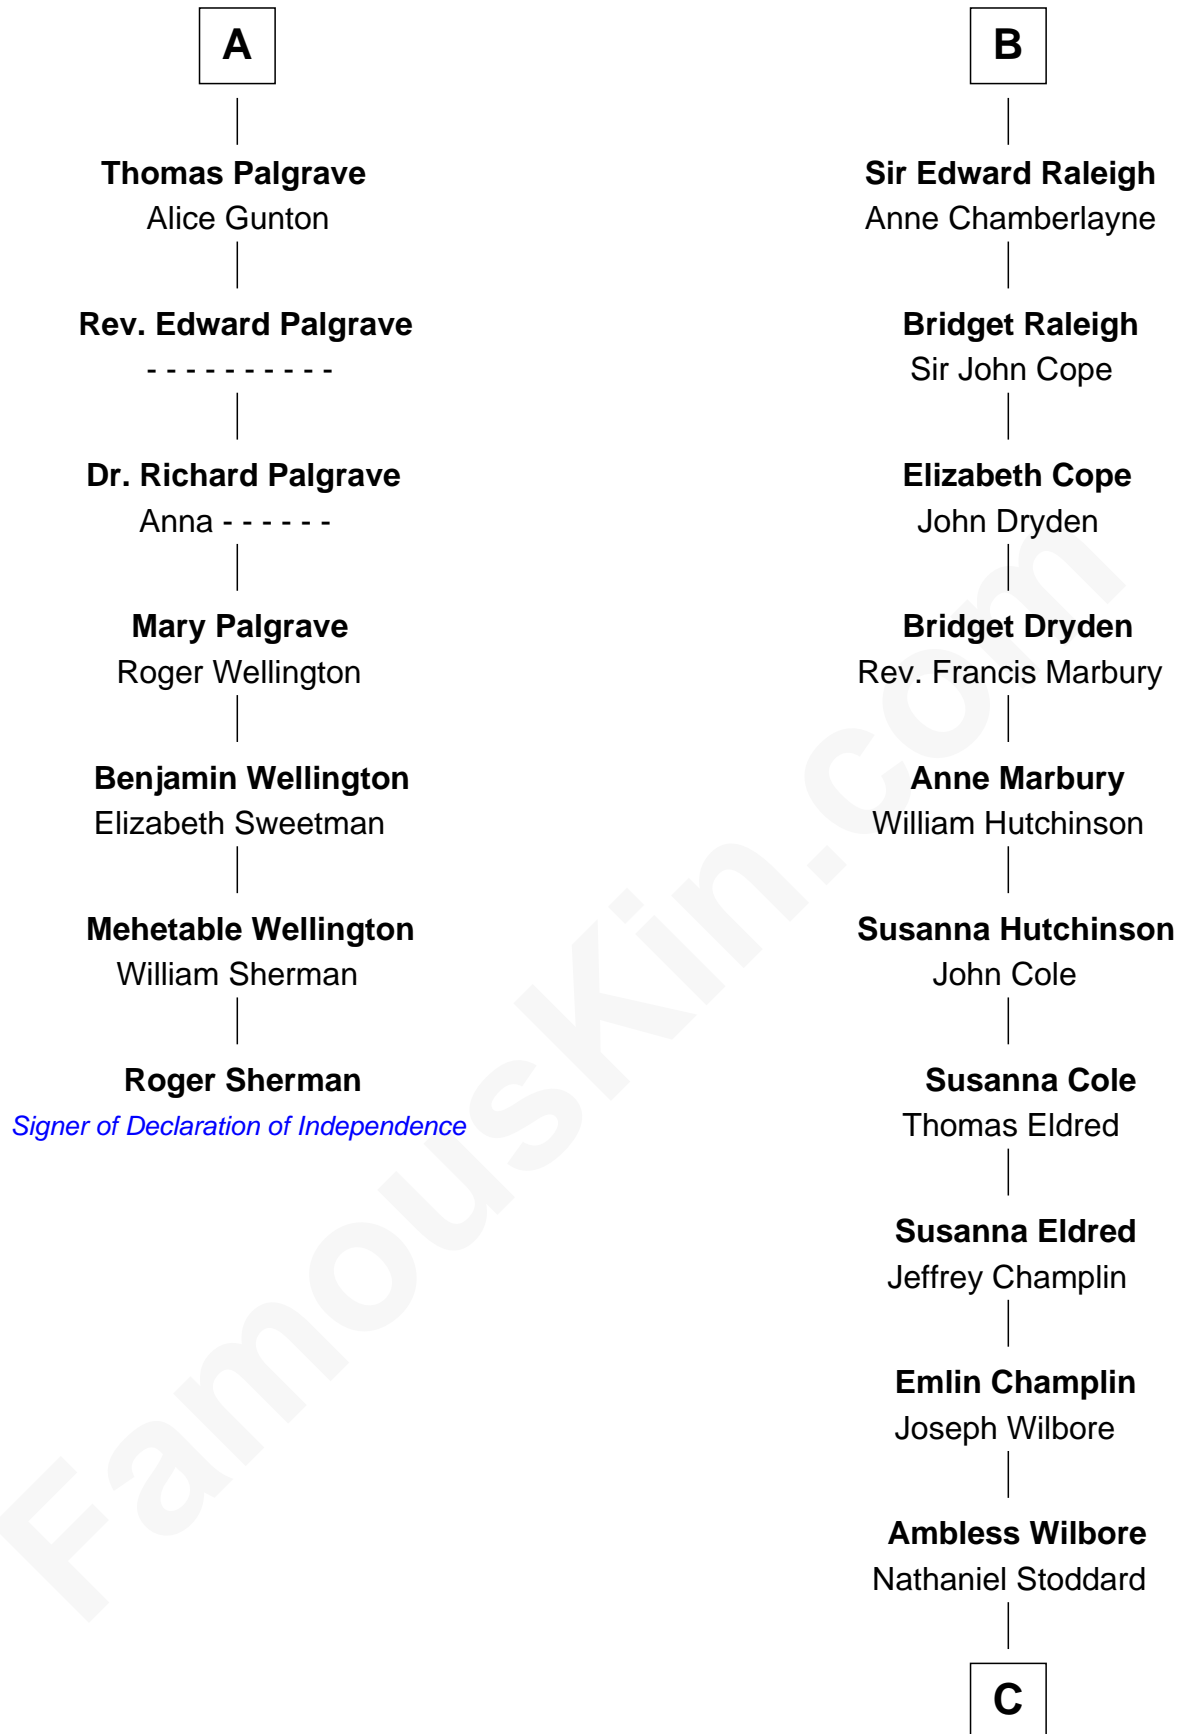 A
Thomas Palgrave
Alice Gunton
Rev. Edward Palgrave
- - - - - - - - - -
Dr. Richard Palgrave
Anna - - - - - -
Mary Palgrave
Roger Wellington
Benjamin Wellington
Elizabeth Sweetman
Mehetable Wellington
William Sherman
Roger Sherman
Signer of Declaration of Independence
B
Sir Edward Raleigh
Anne Chamberlayne
Bridget Raleigh
Sir John Cope
Elizabeth Cope
John Dryden
Bridget Dryden
Rev. Francis Marbury
Anne Marbury
William Hutchinson
Susanna Hutchinson
John Cole
Susanna Cole
Thomas Eldred
Susanna Eldred
Jeffrey Champlin
Emlin Champlin
Joseph Wilbore
Ambless Wilbore
Nathaniel Stoddard
C
FamousKin.com